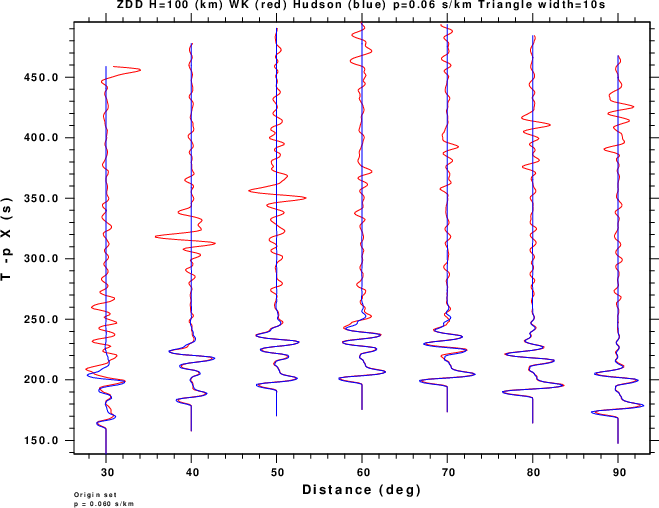 ZDD H=100 (km) WK (red) Hudson (blue) p=0.06 s/km Triangle width=10s
450.0
400.0
350.0
300.0
250.0
200.0
150.0
T -p X (s)
30 40 50 60 70 80 90
Distance (deg)
Origin set
p = 0.060 s/km